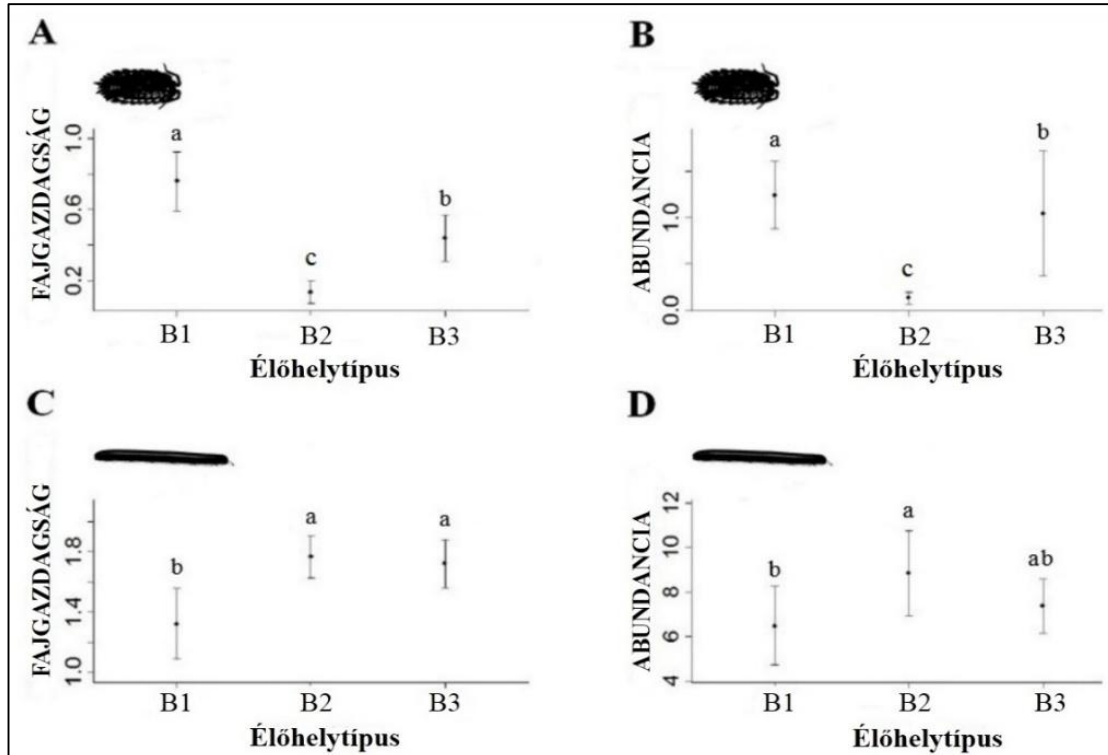 A
FAJGAZDAGSÁG
1.0
0.6
0.2
a
c
b
B1 B2 B3
Élőhelytípus
B
ABUNDANCIA
1.0
0.0
a
c
b
B1 B2 B3
Élőhelytípus
C
FAJGAZDAGSÁG
1.8
1.4
1.0
b
a
a
B1 B2 B3
Élőhelytípus
D
ABUNDANCIA
12
10
8
6
4
b
a
ab
B1 B2 B3
Élőhelytípus